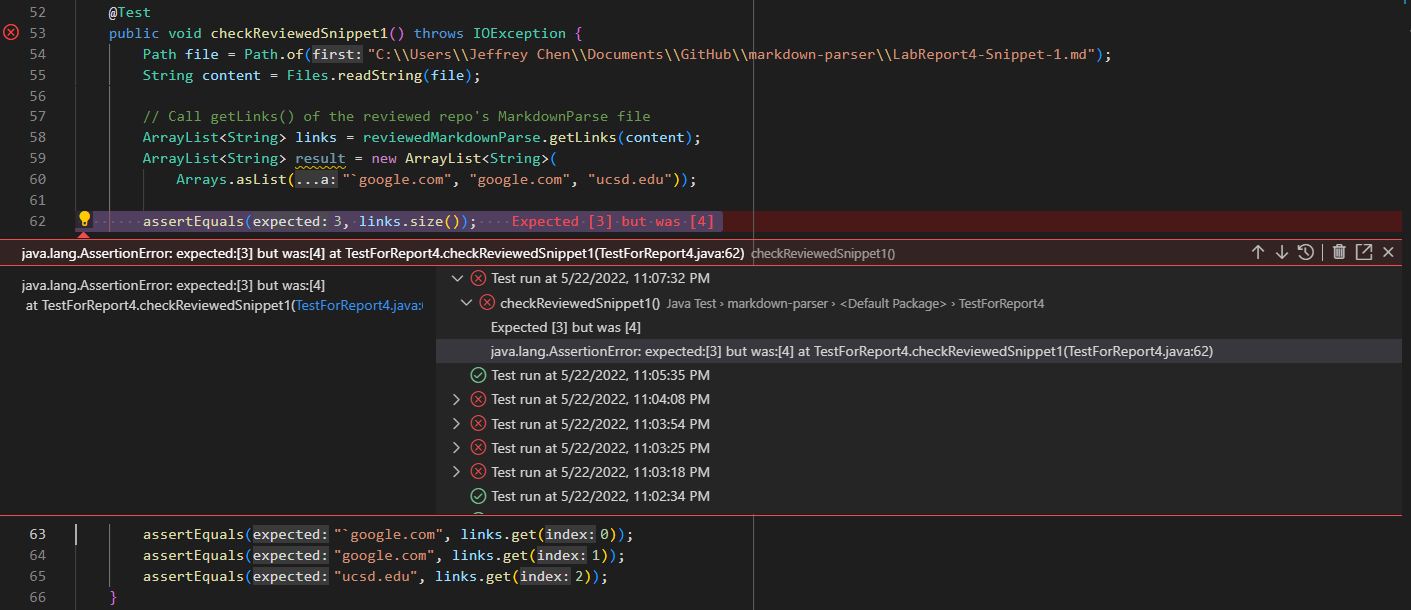 52 @Test
53 public void checkReviewedSnippet1() throws IOException {
54 Path file = Path.of(first: "C:\\Users\\Jeffrey Chen\\Documents\\GitHub\\markdown-parser\\LabReport4-Snippet-1.md");
55 String content = Files.readString(file);
56
57 // Call getLinks() of the reviewed repo's MarkdownParse file
58 ArrayList<String> links = reviewedMarkdownParse.getLinks(content);
59 ArrayList<String> result = new ArrayList<String>(
60 Arrays.asList(...a: "`google.com", "google.com", "ucsd.edu"));
61
62 assertEquals(expected: 3, links.size()); Expected [3] but was [4]
java.lang.AssertionError: expected:[3] but was:[4] at TestForReport4.checkReviewedSnippet1(TestForReport4.java:62) checkReviewedSnippet1()
java.lang.AssertionError: expected:[3] but was:[4]
at TestForReport4.checkReviewedSnippet1(TestForReport4.java:
Test run at 5/22/2022, 11:07:32 PM
checkReviewedSnippet1() Java Test › markdown-parser › <Default Package> › TestForReport4
Expected [3] but was [4]
java.lang.AssertionError: expected:[3] but was:[4] at TestForReport4.checkReviewedSnippet1(TestForReport4.java:62)
Test run at 5/22/2022, 11:05:35 PM
Test run at 5/22/2022, 11:04:08 PM
Test run at 5/22/2022, 11:03:54 PM
Test run at 5/22/2022, 11:03:25 PM
Test run at 5/22/2022, 11:03:18 PM
Test run at 5/22/2022, 11:02:34 PM
63 assertEquals(expected: "`google.com", links.get(index: 0));
64 assertEquals(expected: "google.com", links.get(index: 1));
65 assertEquals(expected: "ucsd.edu", links.get(index: 2));
66 }